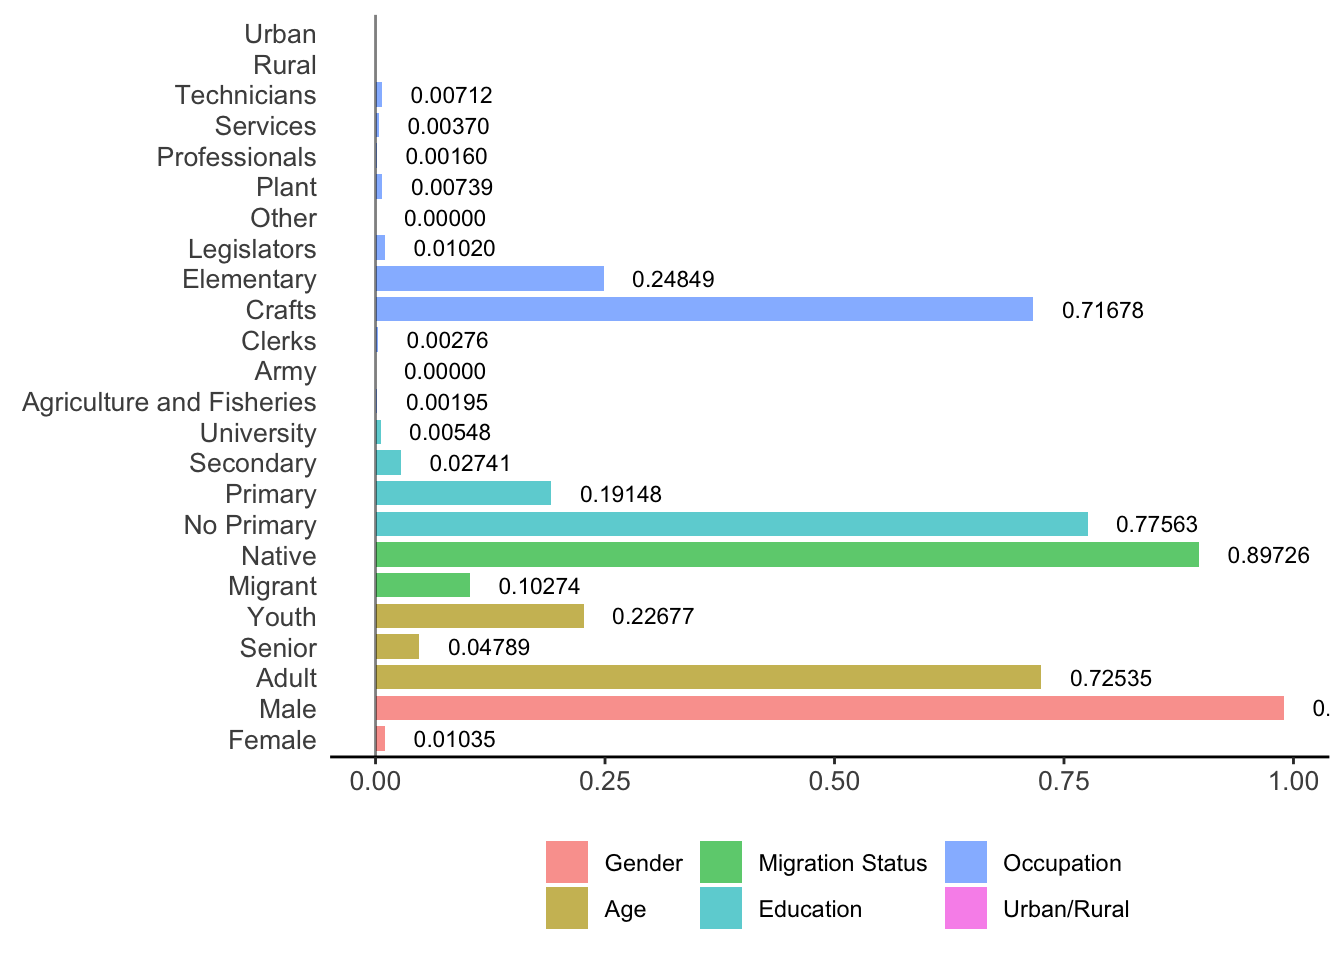 Urban
Rural
Technicians 0.00712
Services 0.00370
Professionals 0.00160
Plant 0.00739
Other 0.00000
Legislators 0.01020
Elementary 0.24849
Crafts 0.71678
Clerks 0.00276
Army 0.00000
Agriculture and Fisheries 0.00195
University 0.00548
Secondary 0.02741
Primary 0.19148
No Primary 0.77563
Native 0.89726
Migrant 0.10274
Youth 0.22677
Senior 0.04789
Adult 0.72535
Male 0.
Female 0.01035
0.00 0.25 0.50 0.75 1.00
Gender Migration Status Occupation
Age Education Urban/Rural